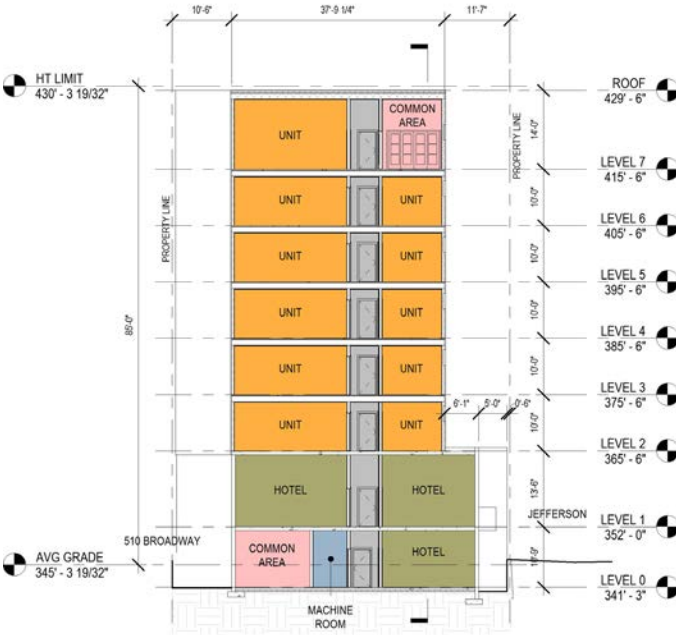 10'-6"
37'-9 1/4"
11'-7"
HT LIMIT
430' - 3 19/32"
ROOF
429' - 6"
COMMON
AREA
UNIT
14'-0"
PROPERTY LINE
PROPERTY LINE
LEVEL 7
415' - 6"
UNIT
UNIT
10'-0"
LEVEL 6
405' - 6"
UNIT
UNIT
10'-0"
LEVEL 5
395' - 6"
85'-0"
UNIT
UNIT
10'-0"
LEVEL 4
385' - 6"
UNIT
UNIT
10'-0"
LEVEL 3
375' - 6"
6'-1"
5'-0"
0'-6"
UNIT
UNIT
10'-0"
LEVEL 2
365' - 6"
HOTEL
HOTEL
13'-6"
JEFFERSON
LEVEL 1
352' - 0"
510 BROADWAY
COMMON
AREA
HOTEL
AVG GRADE
345' - 3 19/32"
LEVEL 0
341' - 3"
MACHINE
ROOM